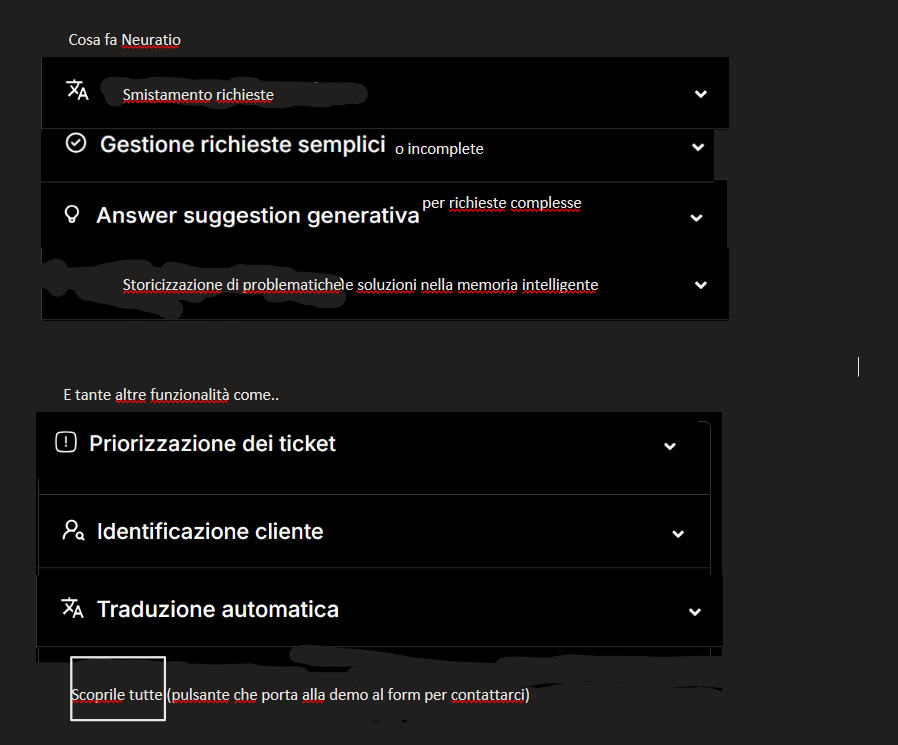 Cosa fa Neuratio
Smistamento richieste
Gestione richieste semplici o incomplete
Answer suggestion generativa per richieste complesse
Storicizzazione di problematiche e soluzioni nella memoria intelligente
E tante altre funzionalità come..
Priorizzazione dei ticket
Identificazione cliente
Traduzione automatica
Scoprile tutte (pulsante che porta alla demo al form per contattarci)